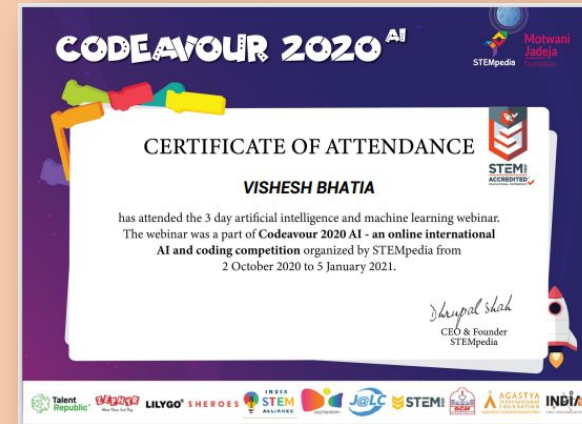 CODEAVOUR 2020 AI
STEMpedia
Motwani
Jadeja
Foundation
CERTIFICATE OF ATTENDANCE
STEM
ACCREDITED
VISHESH BHATIA
has attended the 3 day artificial intelligence and machine learning webinar.
The webinar was a part of Codeavour 2020 AI - an online international
AI and coding competition organized by STEMpedia from
2 October 2020 to 5 January 2021.
Dhrupal Shah
CEO & Founder
STEMpedia
Talent
Republic
ZEPHYR
LILYGO
SHEROES
INDIA
STEM
ALLIANCE
J@LC
STEM
BCM
AGASTYA
INTERNATIONAL
FOUNDATION
INDIA